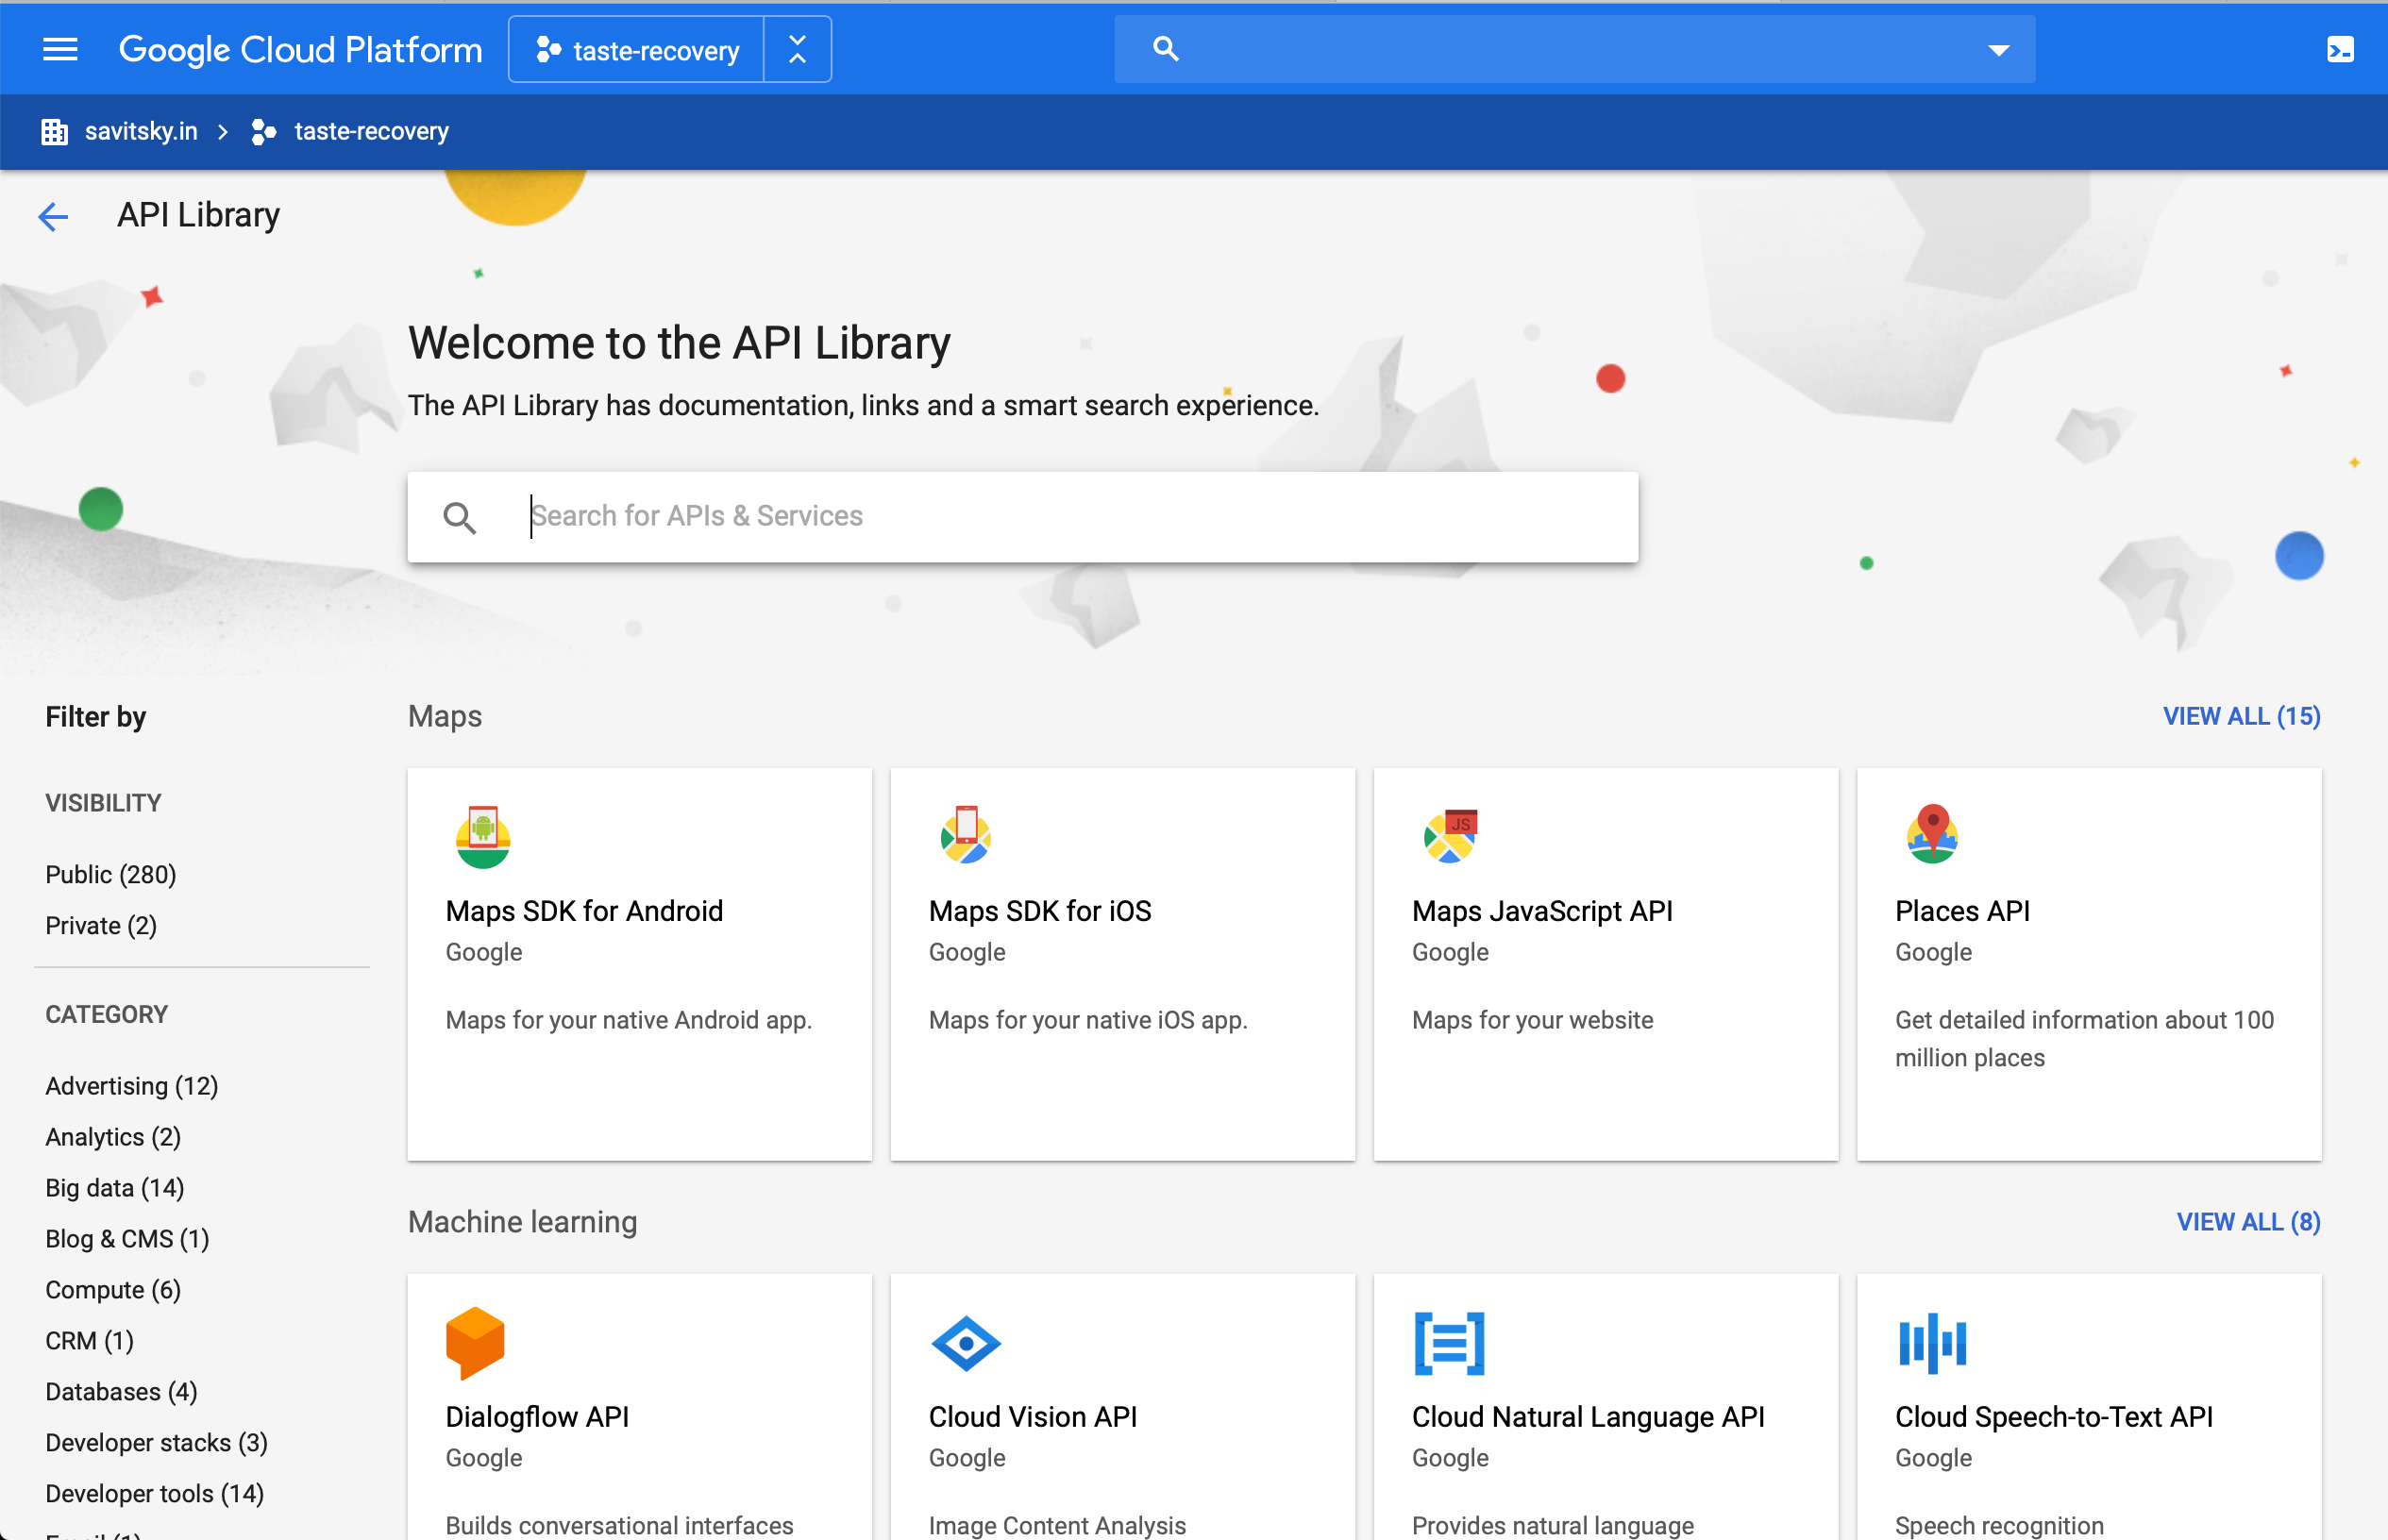 Google Cloud Platform
taste-recovery
savitsky.in
taste-recovery
API Library
Welcome to the API Library
The API Library has documentation, links and a smart search experience.
Search for APIs & Services
Filter by
VISIBILITY
Public (280)
Private (2)
CATEGORY
Advertising (12)
Analytics (2)
Big data (14)
Blog & CMS (1)
Compute (6)
CRM (1)
Databases (4)
Developer stacks (3)
Developer tools (14)
Email (1)
Maps
VIEW ALL (15)
Maps SDK for Android
Google
Maps for your native Android app.
Maps SDK for iOS
Google
Maps for your native iOS app.
JS
Maps JavaScript API
Google
Maps for your website
Places API
Google
Get detailed information about 100
million places
Machine learning
VIEW ALL (8)
Dialogflow API
Google
Builds conversational interfaces
Cloud Vision API
Google
Image Content Analysis
Cloud Natural Language API
Google
Provides natural language
Cloud Speech-to-Text API
Google
Speech recognition